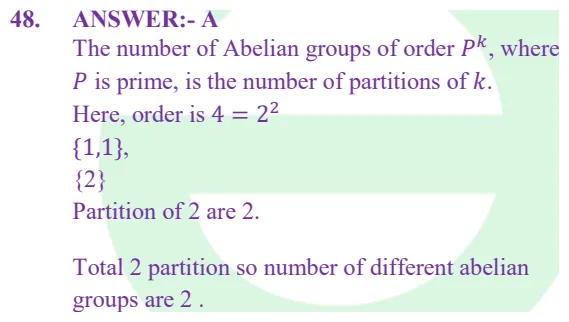 48. ANSWER:- A
The number of Abelian groups of order $P^k$, where
$P$ is prime, is the number of partitions of $k$.
Here, order is $4 = 2^2$
{1,1},
{2}
Partition of 2 are 2.
Total 2 partition so number of different abelian
groups are 2 .